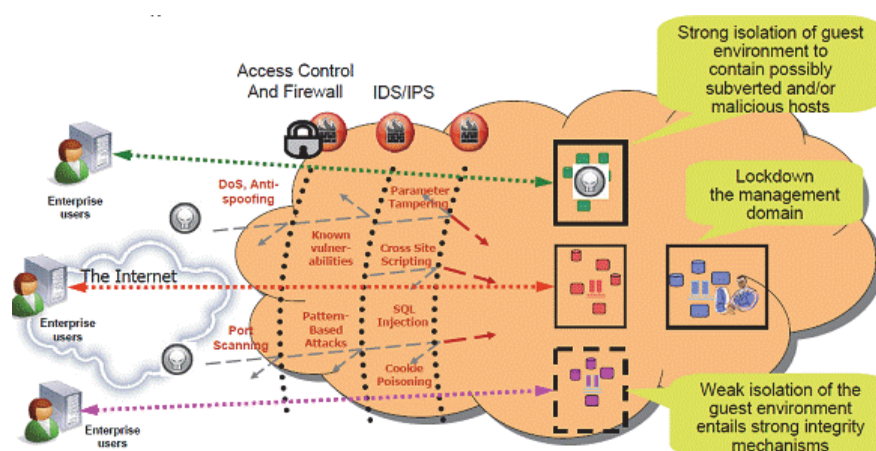 Strong isolation of guest
environment to
contain possibly
subverted and/or
malicious hosts
Access Control
And Firewall
IDS/IPS
Lockdown
the management
domain
DoS, Anti-
spoofing
Parameter
Tampering
Enterprise
users
Known
vulner-
abilities
Cross Site
Scripting
The Internet
Enterprise
users
Port
Scanning
Pattern-
Based
Attacks
SQL
Injection
Cookie
Poisoning
Enterprise
users
Weak isolation of the
guest environment
entails strong integrity
mechanisms